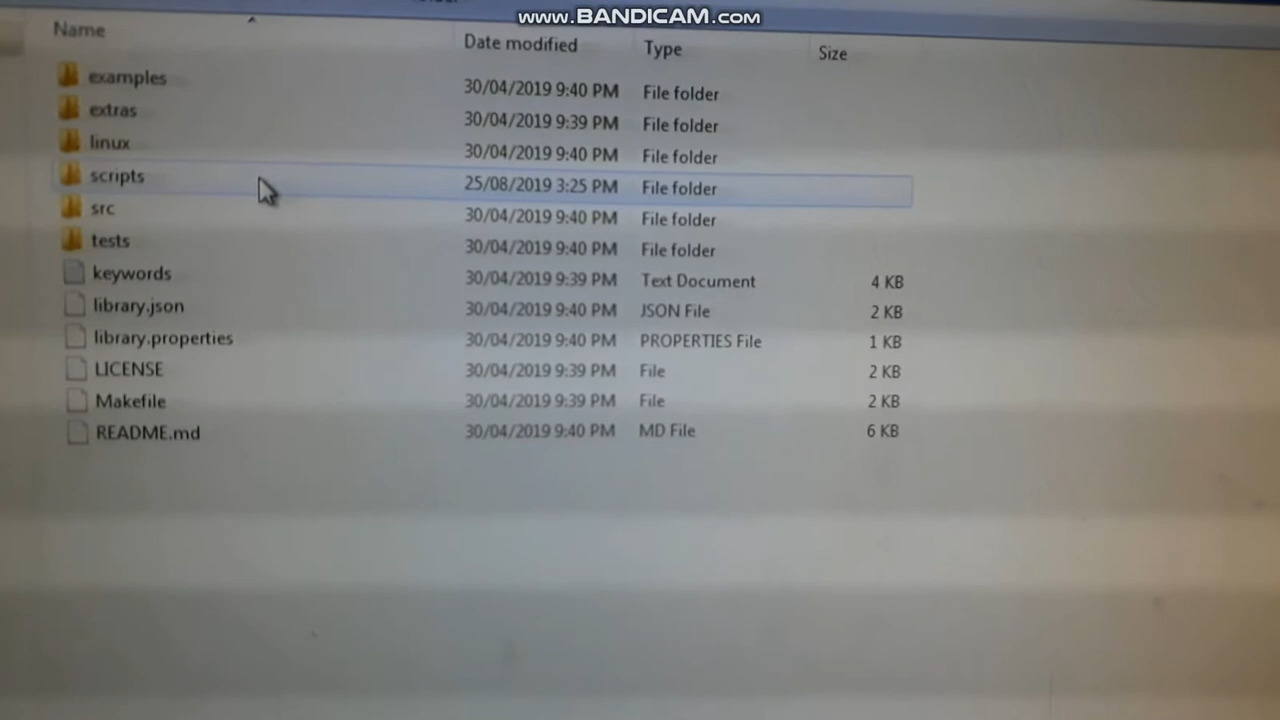 www.BANDICAM.com
Name Date modified Type Size
examples 30/04/2019 9:40 PM File folder
extras 30/04/2019 9:39 PM File folder
linux 30/04/2019 9:40 PM File folder
scripts 25/08/2019 3:25 PM File folder
src 30/04/2019 9:40 PM File folder
tests 30/04/2019 9:40 PM File folder
keywords 30/04/2019 9:39 PM Text Document 4 KB
library.json 30/04/2019 9:40 PM JSON File 2 KB
library.properties 30/04/2019 9:40 PM PROPERTIES File 1 KB
LICENSE 30/04/2019 9:39 PM File 2 KB
Makefile 30/04/2019 9:39 PM File 2 KB
README.md 30/04/2019 9:40 PM MD File 6 KB